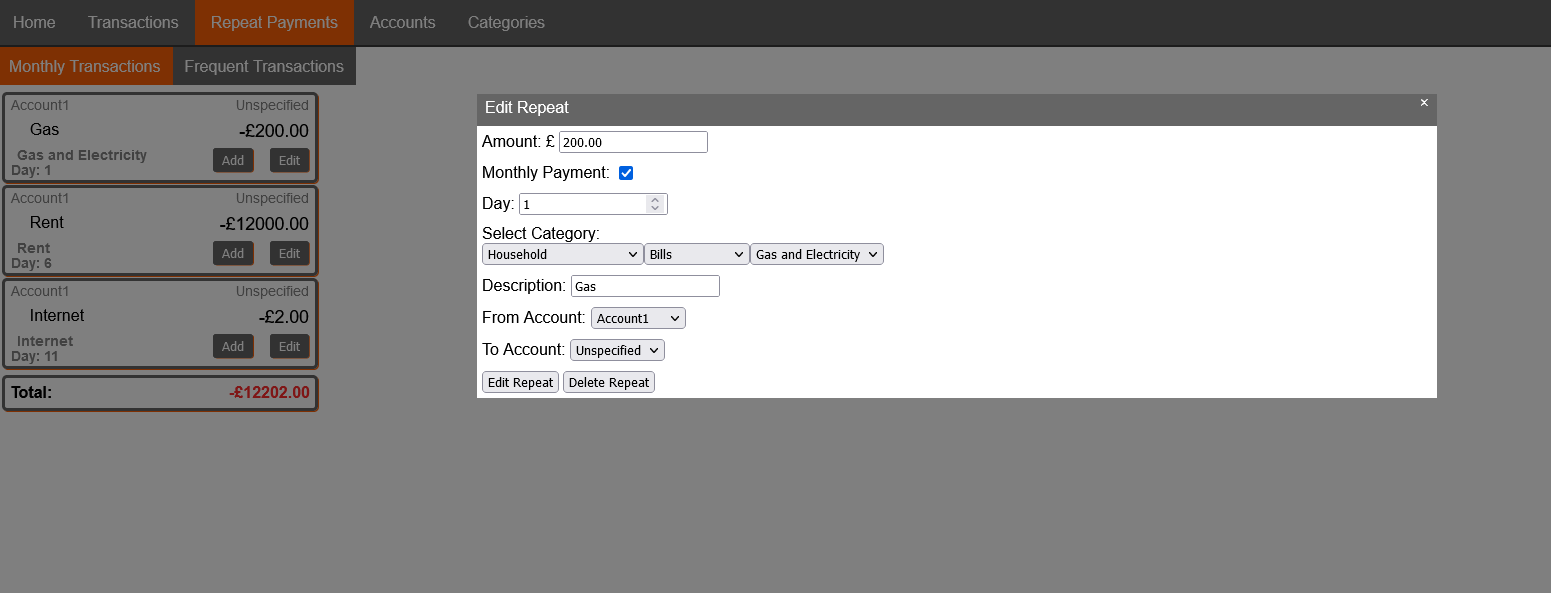 Home Transactions Repeat Payments Accounts Categories
Monthly Transactions Frequent Transactions
Account1 Unspecified
Gas -£200.00
Gas and Electricity
Day: 1 Add Edit
Account1 Unspecified
Rent -£12000.00
Rent
Day: 6 Add Edit
Account1 Unspecified
Internet -£2.00
Internet
Day: 11 Add Edit
Total: -£12202.00
Edit Repeat ×
Amount: £ 200.00
Monthly Payment:
Day: 1
Select Category:
Household Bills Gas and Electricity
Description: Gas
From Account: Account1
To Account: Unspecified
Edit Repeat Delete Repeat